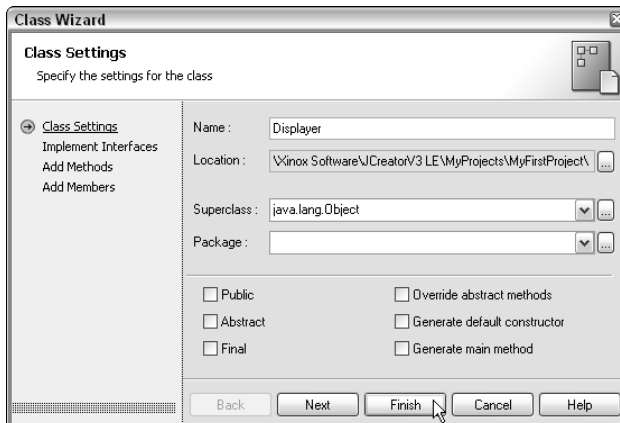 Class Wizard
Class Settings
Specify the settings for the class
Class Settings
Implement Interfaces
Add Methods
Add Members
Name : Displayer
Location : \Xinox Software\JCreatorV3 LE\MyProjects\MyFirstProject\ ...
Superclass : java.lang.Object ...
Package : ...
Public
Override abstract methods
Abstract
Generate default constructor
Final
Generate main method
Back Next Finish Cancel Help